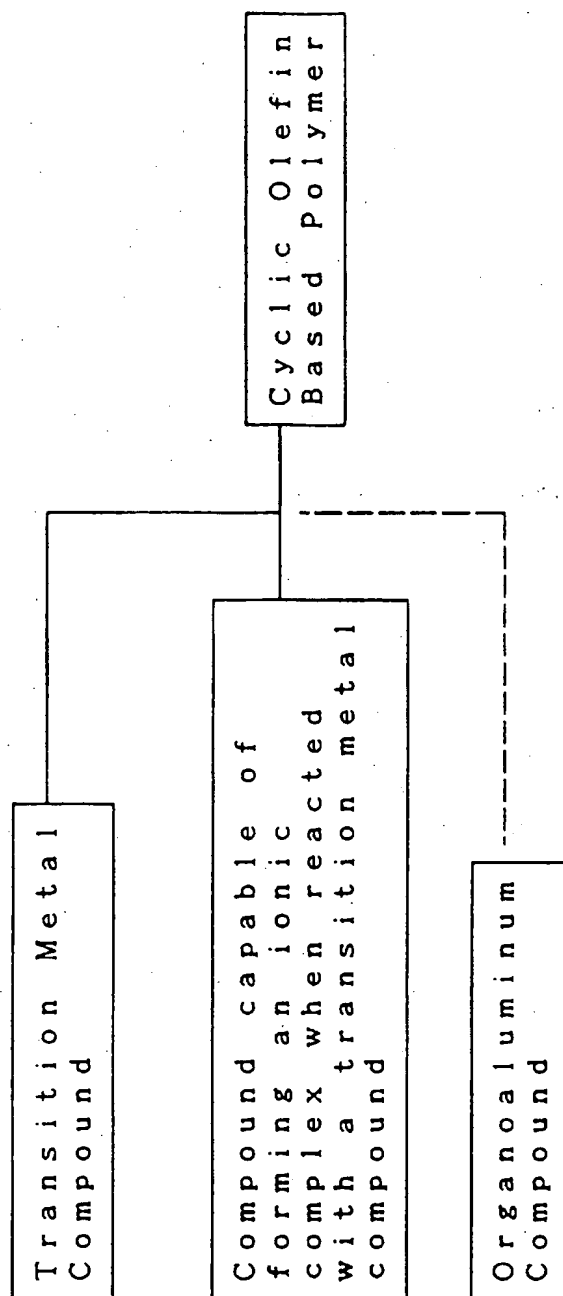 Transition Metal
Compound
Compound capable of
forming an ionic
complex when reacted
with a transition metal
compound
Organoaluminum
Compound
Cyclic Olefin
Based Polymer